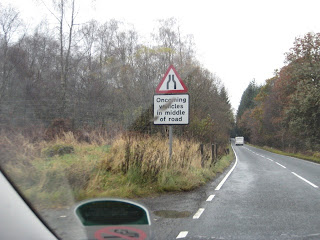 Oncoming
vehicles
in middle
of road